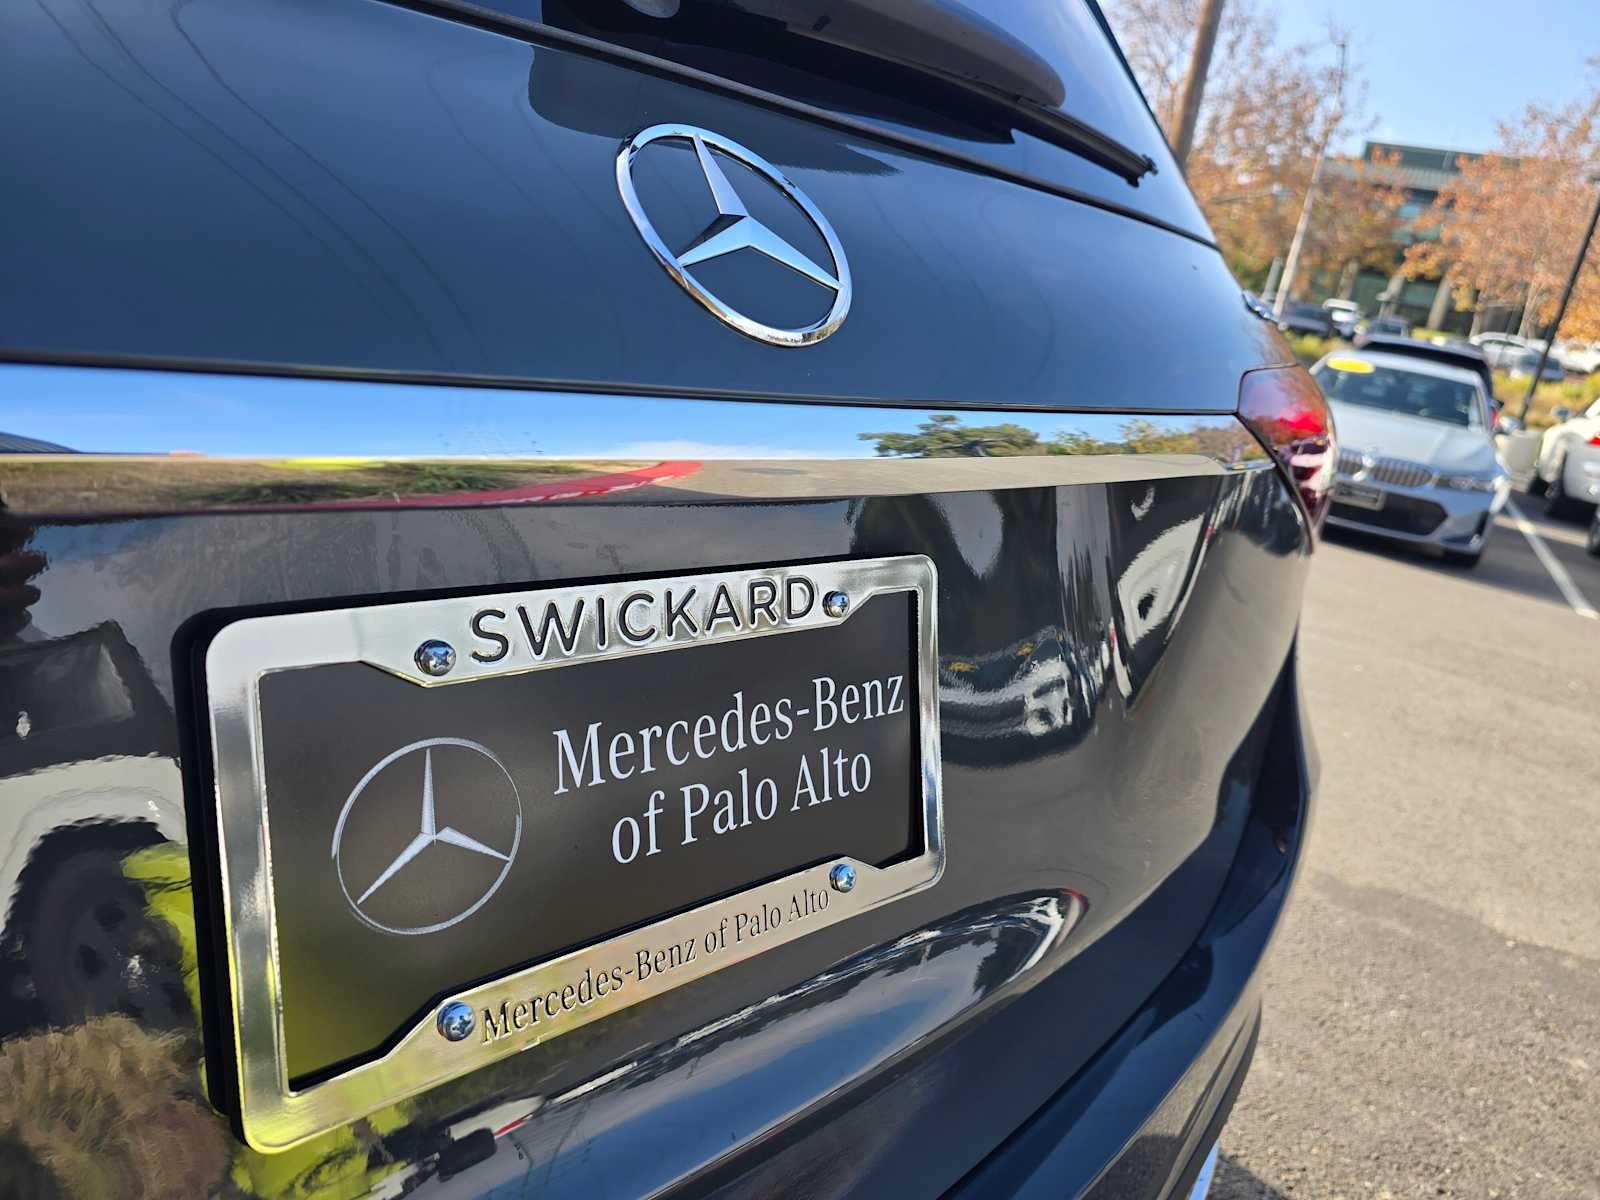 SWICKARD
Mercedes-Benz
of Palo Alto
Mercedes-Benz of Palo Alto